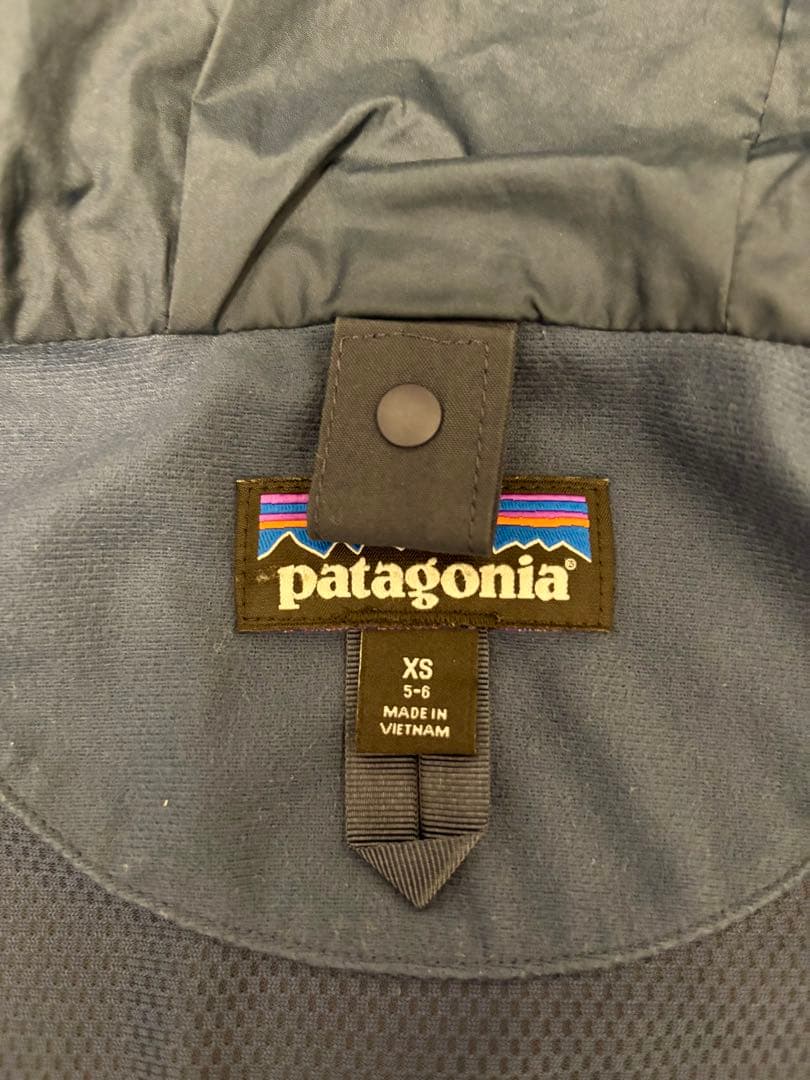 patagonia®
XS
5-6
MADE IN
VIETNAM